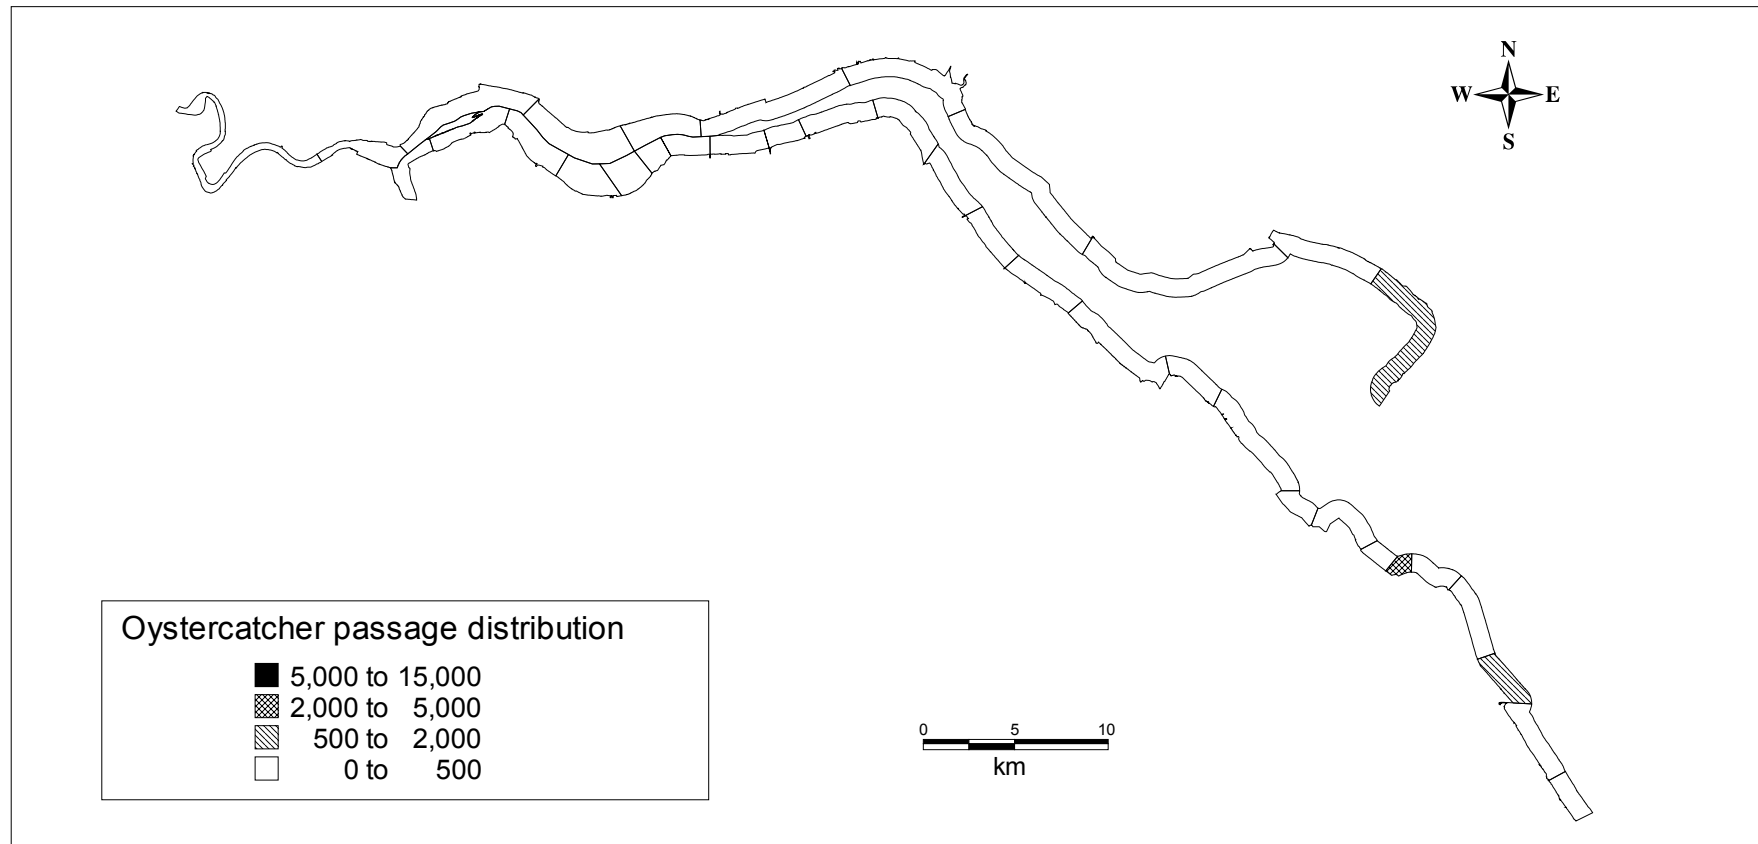 N
W E
S
Oystercatcher passage distribution
5,000 to 15,000
2,000 to 5,000
500 to 2,000
0 to 500
0 5 10
km